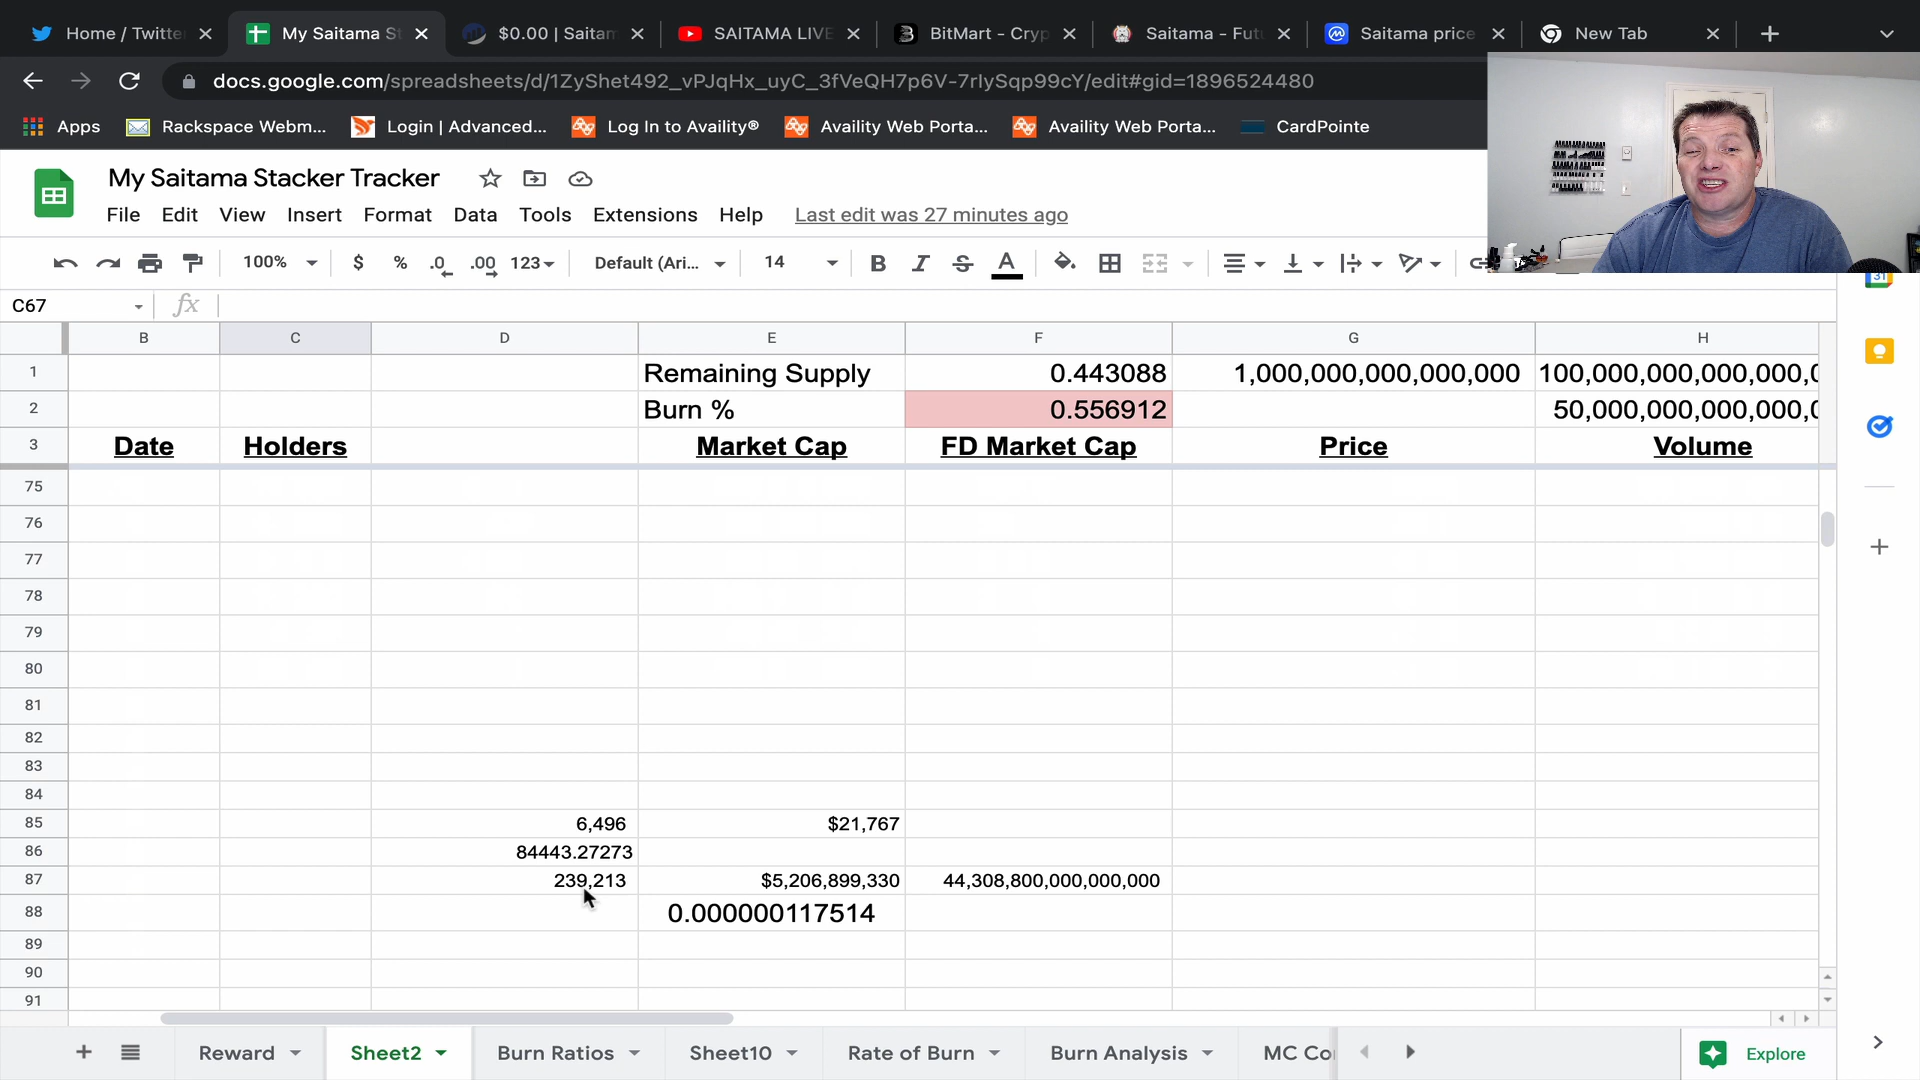 Home / Twitte
My Saitama S
$0.00 | Saitam
SAITAMA LIVE
BitMart - Cryp
Saitama - Futu
Saitama price
New Tab
docs.google.com/spreadsheets/d/1ZyShet492_vPJqHx_uyC_3fVeQH7p6V-7rIySqp99cY/edit#gid=1896524480
Apps
Rackspace Webm...
Login | Advanced...
Log In to Availity®
Availity Web Porta...
Availity Web Porta...
CardPointe
My Saitama Stacker Tracker
File Edit View Insert Format Data Tools Extensions Help Last edit was 27 minutes ago
100% $ % .0 .00 123 Default (Ari... 14 B I S A
C67 fx
31
B C D E F G H
1 Remaining Supply 0.443088 1,000,000,000,000,000 100,000,000,000,000,0
2 Burn % 0.556912 50,000,000,000,000,0
3 Date Holders Market Cap FD Market Cap Price Volume
75
76
77
78
79
80
81
82
83
84
85 6,496 $21,767
86 84443.27273
87 239,213 $5,206,899,330 44,308,800,000,000,000
88 0.000000117514
89
90
91
Reward Sheet2 Burn Ratios Sheet10 Rate of Burn Burn Analysis MC Co Explore